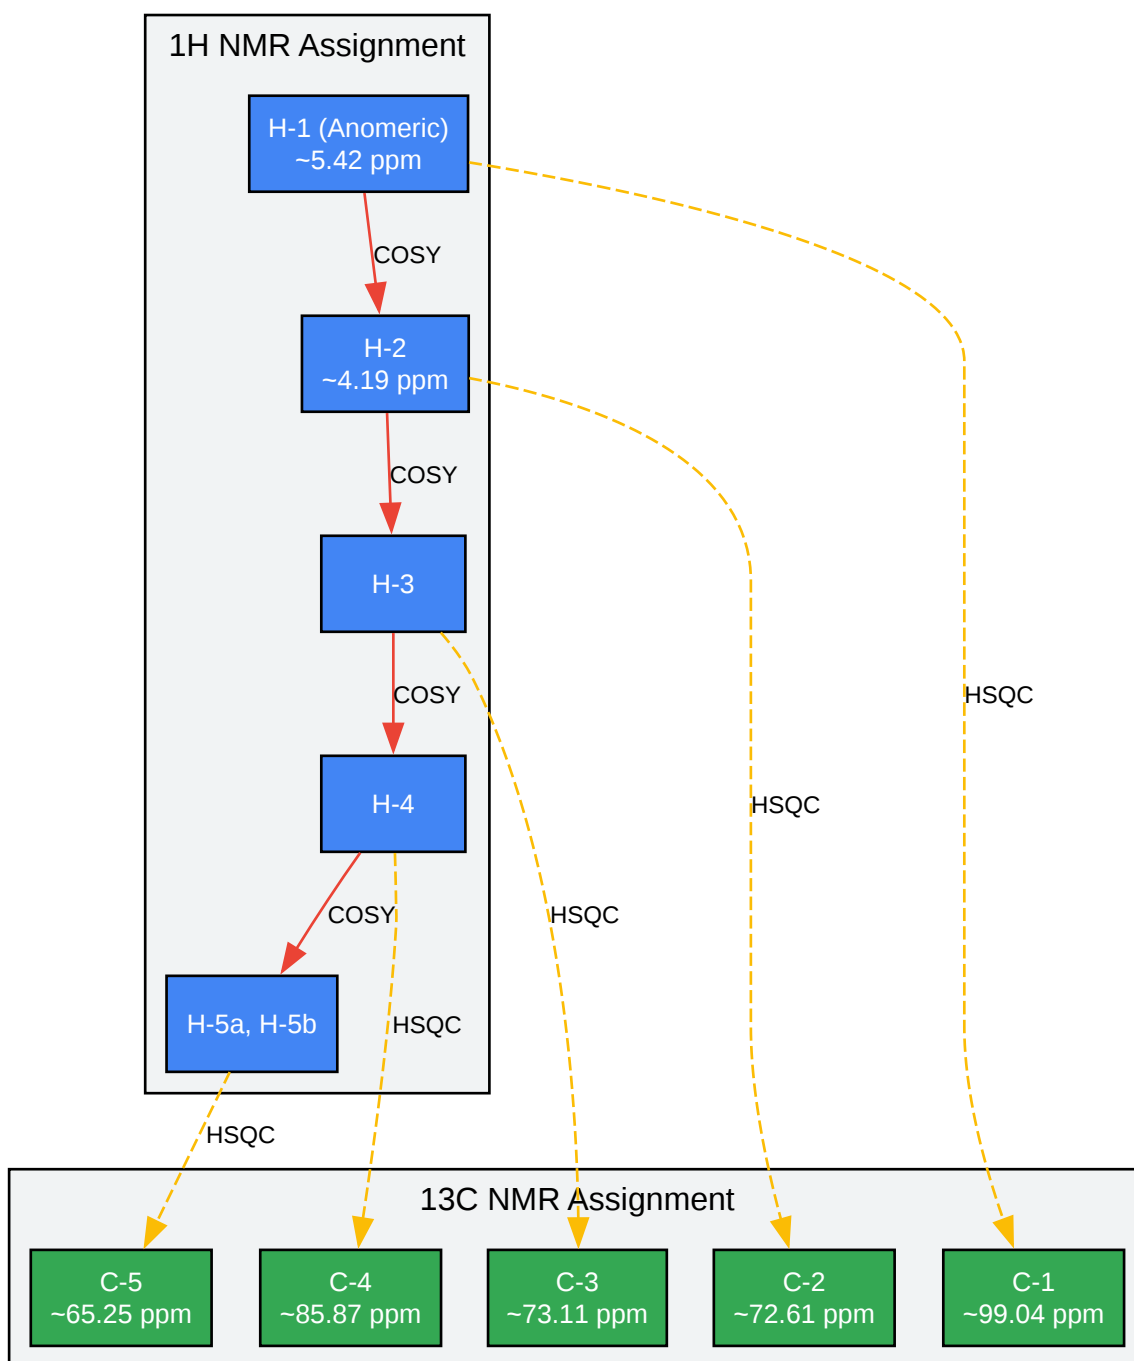 1H NMR Assignment
H-1 (Anomeric)
~5.42 ppm
COSY
H-2
~4.19 ppm
COSY
H-3
COSY
HSQC
H-4
HSQC
COSY
HSQC
H-5a, H-5b
HSQC
HSQC
13C NMR Assignment
C-5
~65.25 ppm
C-4
~85.87 ppm
C-3
~73.11 ppm
C-2
~72.61 ppm
C-1
~99.04 ppm